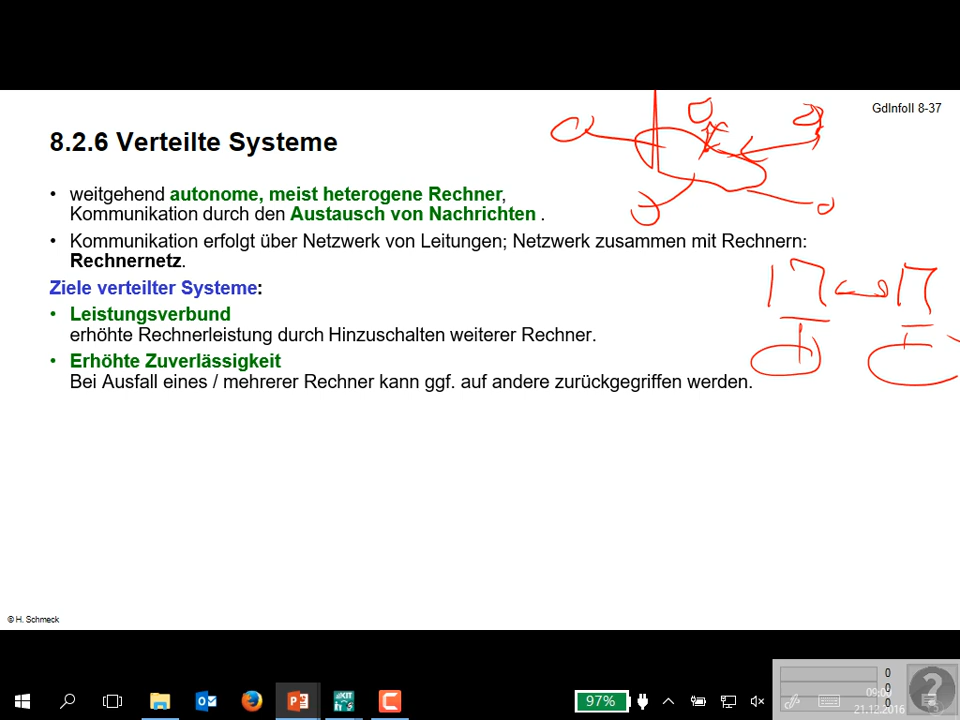 GdInfoII 8-37
8.2.6 Verteilte Systeme
• weitgehend autonome, meist heterogene Rechner,
Kommunikation durch den Austausch von Nachrichten .
• Kommunikation erfolgt über Netzwerk von Leitungen; Netzwerk zusammen mit Rechnern:
Rechnernetz.
Ziele verteilter Systeme:
• Leistungsverbund
erhöhte Rechnerleistung durch Hinzuschalten weiterer Rechner.
• Erhöhte Zuverlässigkeit
Bei Ausfall eines / mehrerer Rechner kann ggf. auf andere zurückgegriffen werden.
© H. Schmeck
97%
0
0
0
09:00
21.12.2016